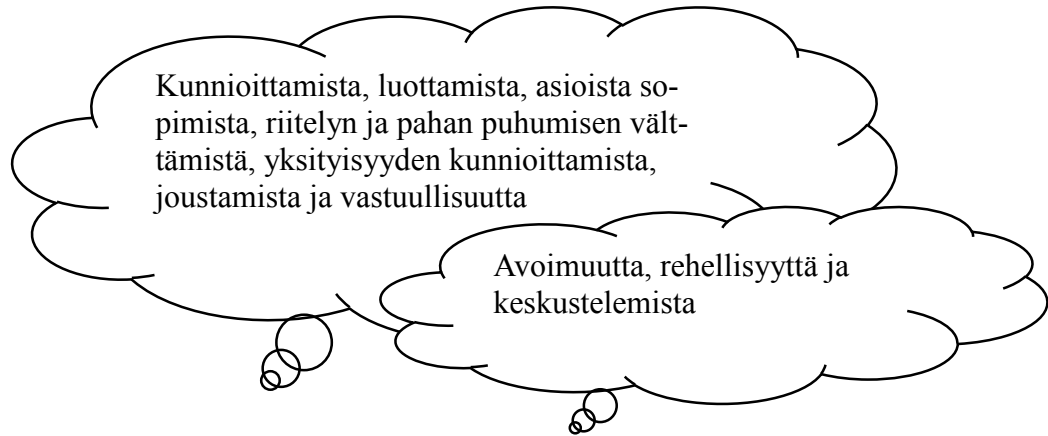 Kunnioittamista, luottamista, asioista so-
pimista, riitelyn ja pahan puhumisen vält-
tämistä, yksityisyyden kunnioittamista,
joustamista ja vastuullisuutta
Avoimuutta, rehellisyyttä ja
keskustelemista